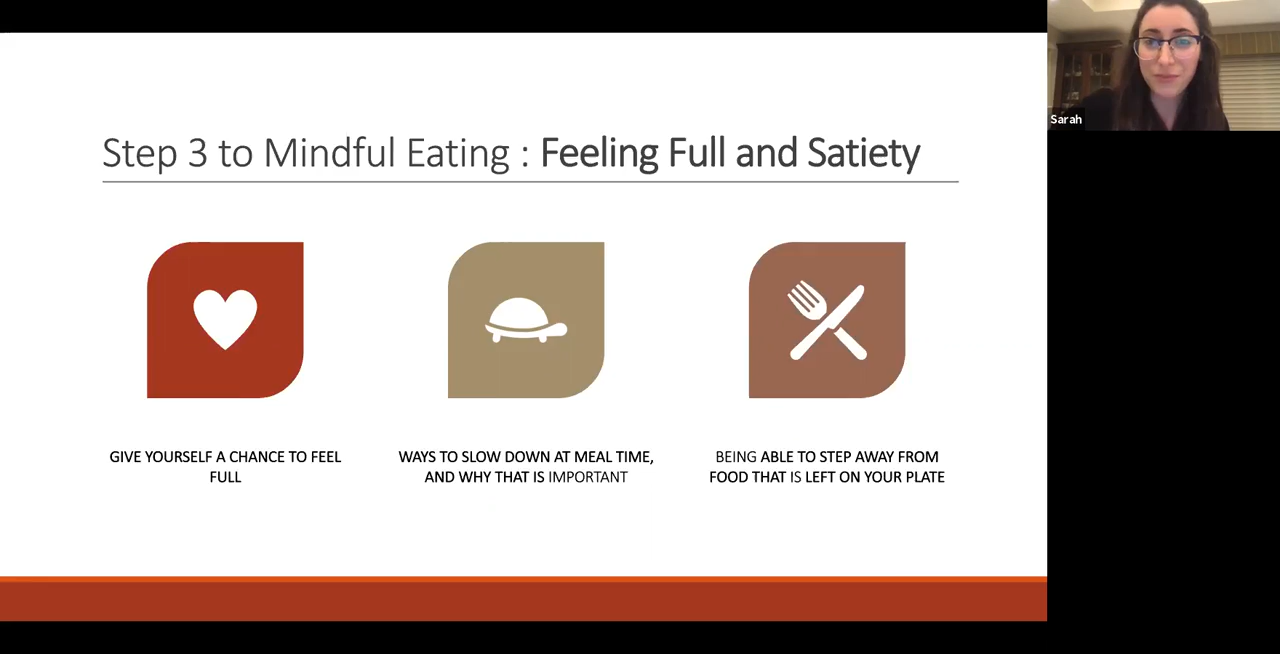 Step 3 to Mindful Eating : Feeling Full and Satiety
GIVE YOURSELF A CHANCE TO FEEL
FULL
WAYS TO SLOW DOWN AT MEAL TIME,
AND WHY THAT IS IMPORTANT
BEING ABLE TO STEP AWAY FROM
FOOD THAT IS LEFT ON YOUR PLATE
Sarah